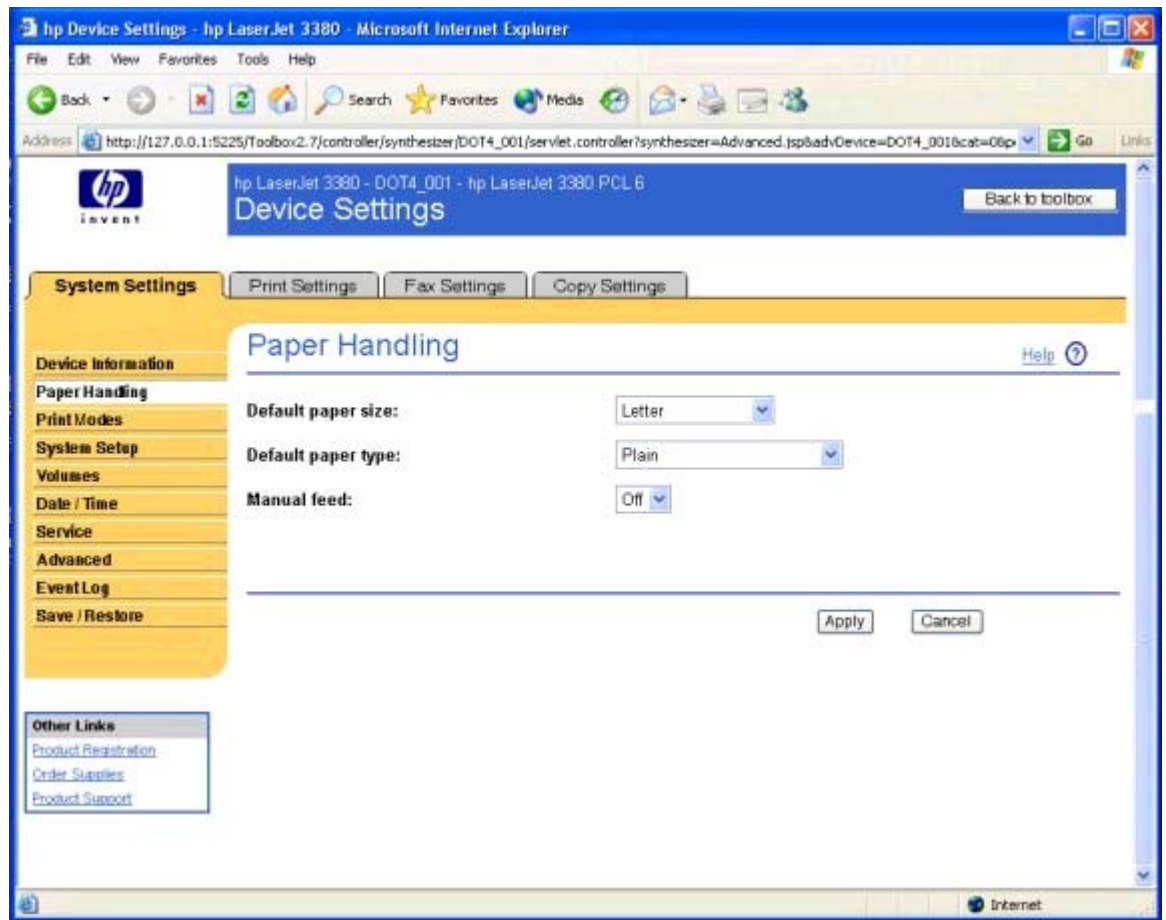 hp Device Settings - hp LaserJet 3380 - Microsoft Internet Explorer
File Edit View Favorites Tools Help
Back Search Favorites Media
Address http://127.0.0.1:5225/Toolbox2.7/controller/synthesizer/DOT4_001/servlet.controller?synthesizer=Advanced.jsp&advDevice=DOT4_001&cat=08p Go Links
hp
invent
hp LaserJet 3380 - DOT4_001 - hp LaserJet 3380 PCL 6
Device Settings
Back to toolbox
System Settings Print Settings Fax Settings Copy Settings
Device Information
Paper Handling
Print Modes
System Setup
Volumes
Date / Time
Service
Advanced
Event Log
Save / Restore
Paper Handling
Help ?
Default paper size: Letter
Default paper type: Plain
Manual feed: Off
Apply Cancel
Other Links
Product Registration
Order Supplies
Product Support
Internet